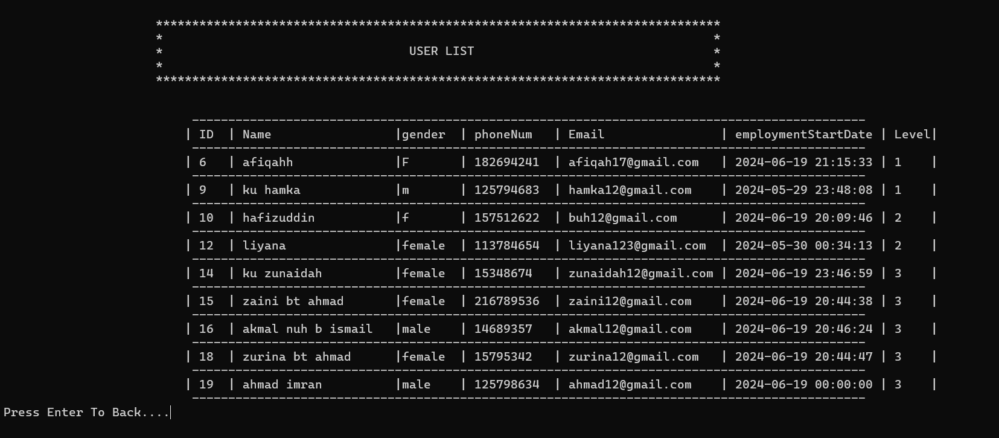 ******************************************************************************
*                                                                            *
*                                  USER LIST                                 *
*                                                                            *
******************************************************************************
---------------------------------------------------------------------------------------------
| ID  | Name                 |gender  | phoneNum   | Email                | employmentStartDate | Level|
---------------------------------------------------------------------------------------------
| 6   | afiqahh              |F       | 182694241  | afiqah17@gmail.com   | 2024-06-19 21:15:33 | 1    |
---------------------------------------------------------------------------------------------
| 9   | ku hamka             |m       | 125794683  | hamka12@gmail.com    | 2024-05-29 23:48:08 | 1    |
---------------------------------------------------------------------------------------------
| 10  | hafizuddin           |f       | 157512622  | buh12@gmail.com      | 2024-06-19 20:09:46 | 2    |
---------------------------------------------------------------------------------------------
| 12  | liyana               |female  | 113784654  | liyana123@gmail.com  | 2024-05-30 00:34:13 | 2    |
---------------------------------------------------------------------------------------------
| 14  | ku zunaidah          |female  | 15348674   | zunaidah12@gmail.com | 2024-06-19 23:46:59 | 3    |
---------------------------------------------------------------------------------------------
| 15  | zaini bt ahmad       |female  | 216789536  | zaini12@gmail.com    | 2024-06-19 20:44:38 | 3    |
---------------------------------------------------------------------------------------------
| 16  | akmal nuh b ismail   |male    | 14689357   | akmal12@gmail.com    | 2024-06-19 20:46:24 | 3    |
---------------------------------------------------------------------------------------------
| 18  | zurina bt ahmad      |female  | 15795342   | zurina12@gmail.com   | 2024-06-19 20:44:47 | 3    |
---------------------------------------------------------------------------------------------
| 19  | ahmad imran          |male    | 125798634  | ahmad12@gmail.com    | 2024-06-19 00:00:00 | 3    |
---------------------------------------------------------------------------------------------
Press Enter To Back....